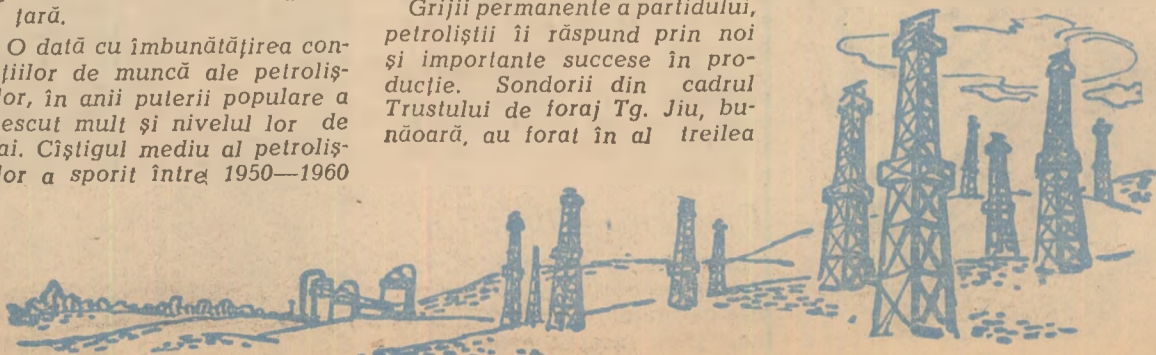 țară.
O dată cu îmbunătățirea con-
țiilor de muncă ale petroliș-
lor, în anii puterii populare a
escut mult și nivelul lor de
ai. Cîștigul mediu al petroliș-
lor a sporit între 1950—1960
Grijii permanente a partidului,
petroliștii îi răspund prin noi
și importante succese în pro-
ducție. Sondorii din cadrul
Trustului de foraj Tg. Jiu, bu-
năoară, au forat în al treilea